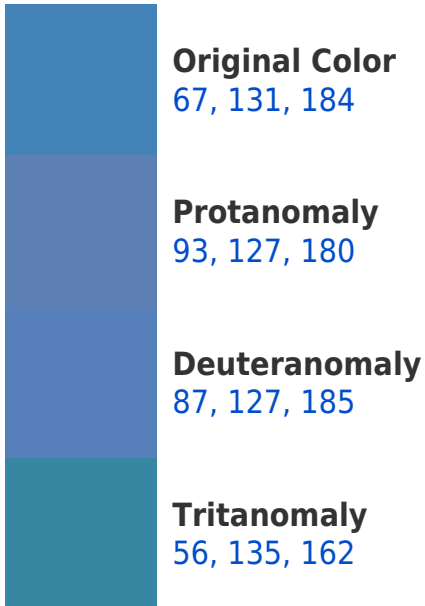 Original Color
67, 131, 184
Protanomaly
93, 127, 180
Deuteranomaly
87, 127, 185
Tritanomaly
56, 135, 162